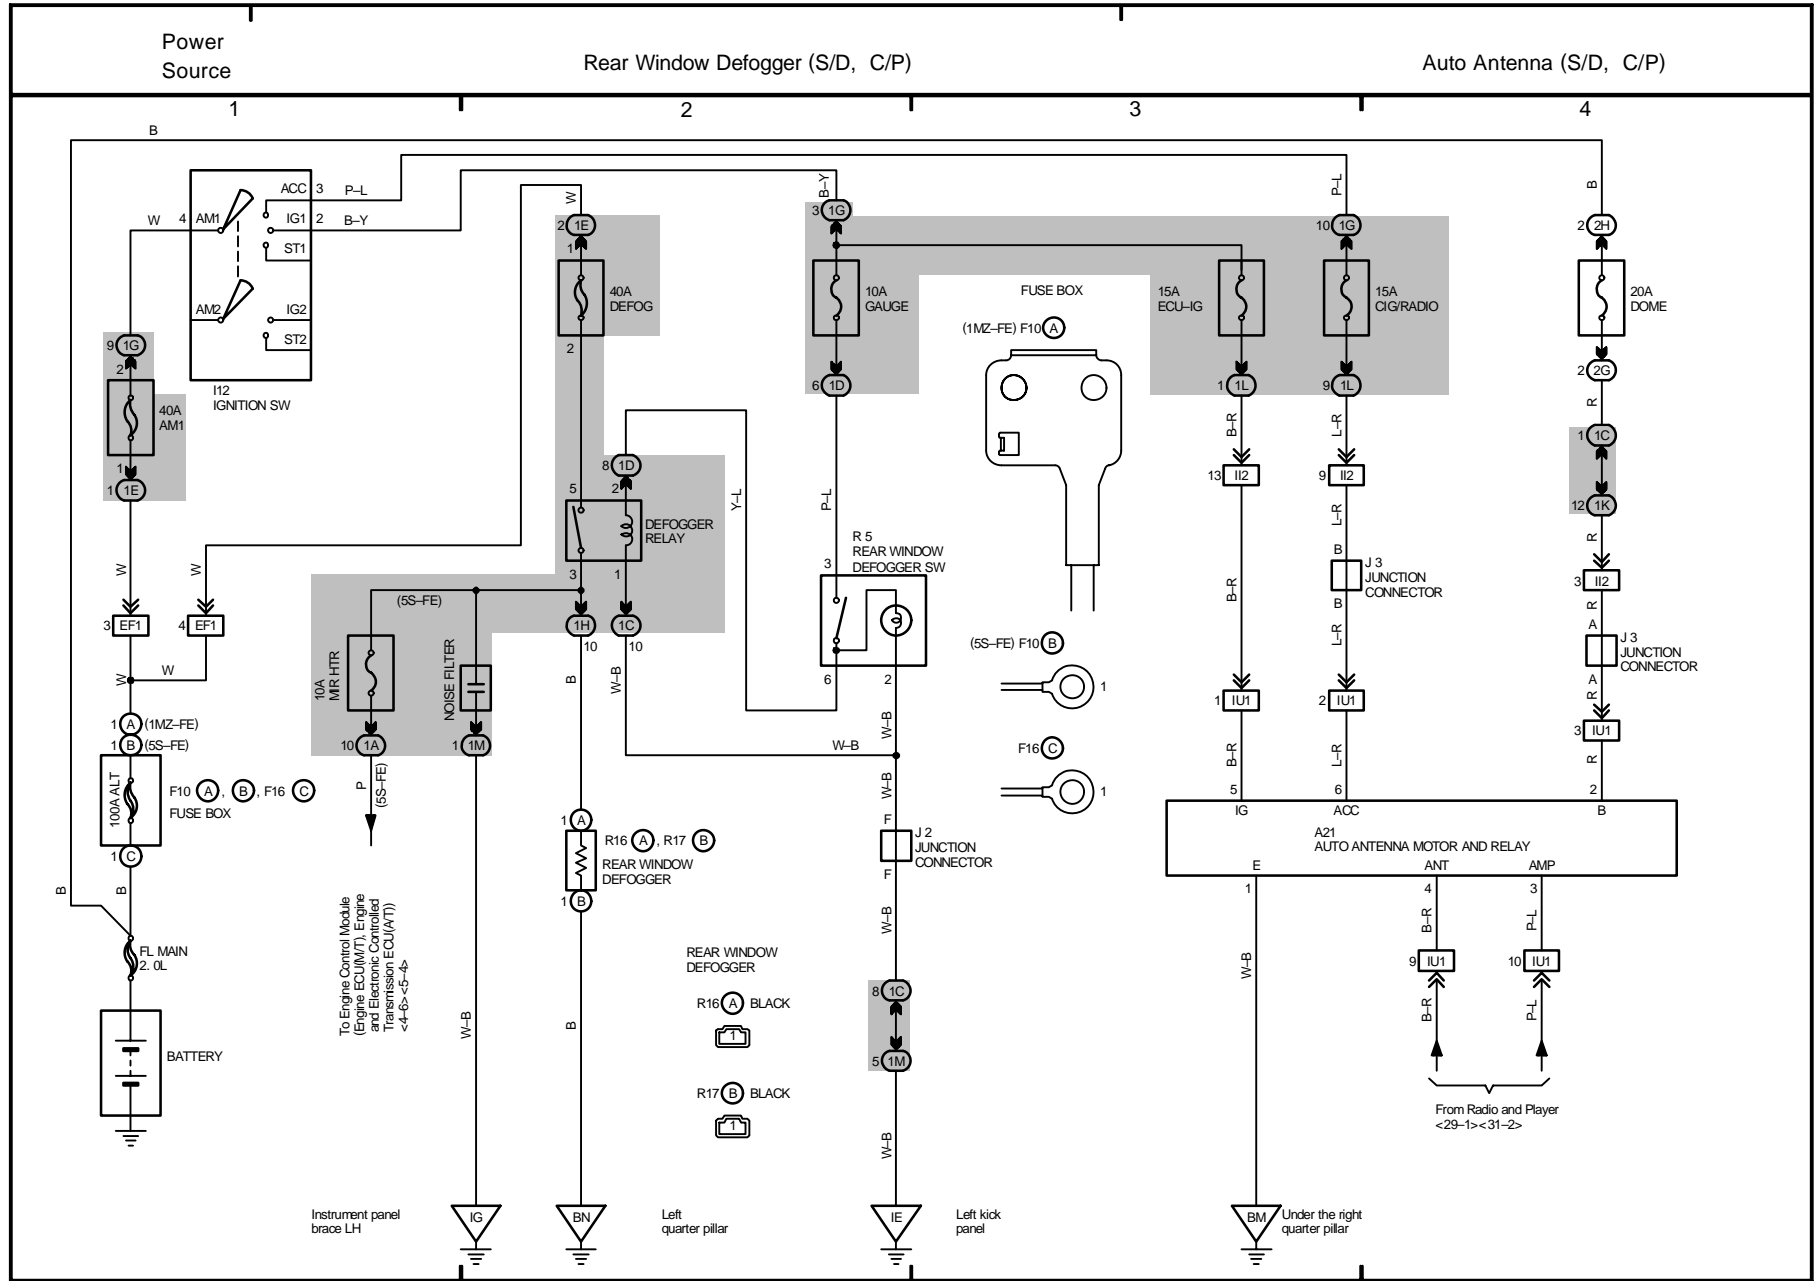 Power
Source
Rear Window Defogger (S/D, C/P)
Auto Antenna (S/D, C/P)
1
2
3
4
B
ACC 3 P–L
W 4 AM1 IG1 2 B–Y
ST1
AM2 IG2
ST2
I12
IGNITION SW
9 1G
2
40A
AM1
1
1 1E
W
W
3 EF1
4 EF1
W
W
1 A (1MZ–FE)
1 B (5S–FE)
100A ALT
F10 A , B , F16 C
FUSE BOX
1 C
B
B
FL MAIN
2. 0L
BATTERY
W
2 1E
1
40A
DEFOG
2
8 1D
5
2
DEFOGGER
RELAY
3
1
(5S–FE)
1H
10
1C
10
10A
MIR HTR
NOISE FILTER
10 1A
1 1M
P
(5S–FE)
To Engine Control Module
(Engine ECU(M/T), Engine
and Electronic Controlled
Transmission ECU(A/T))
<4–6><5–4>
B
W–B
1 A
R16 A , R17 B
REAR WINDOW
DEFOGGER
1 B
W–B
B
REAR WINDOW
DEFOGGER
R16 A BLACK
1
R17 B BLACK
1
B–Y
3 1G
10A
GAUGE
6 1D
Y–L
P–L
R 5
REAR WINDOW
DEFOGGER SW
3
6
2
W–B
W–B
W–B
F
J 2
JUNCTION
CONNECTOR
F
W–B
8 1C
5 1M
W–B
FUSE BOX
(1MZ–FE) F10 A
(5S–FE) F10 B
1
F16 C
1
P–L
10 1G
15A
ECU–IG
15A
CIG/RADIO
1 1L
9 1L
B–R
L–R
13 II2
9 II2
L–R
B
J 3
JUNCTION
CONNECTOR
B
B–R
L–R
1 IU1
2 IU1
B–R
L–R
B
2 2H
20A
DOME
2 2G
R
1 1C
12 1K
R
3 II2
R
A
J 3
JUNCTION
CONNECTOR
A
R
3 IU1
R
5
6
2
IG
ACC
B
A21
AUTO ANTENNA MOTOR AND RELAY
E
ANT
AMP
1
4
3
B–R
P–L
W–B
9 IU1
10 IU1
B–R
P–L
From Radio and Player
<29–1><31–2>
Instrument panel
brace LH
IG
BN
Left
quarter pillar
IE
Left kick
panel
BM
Under the right
quarter pillar